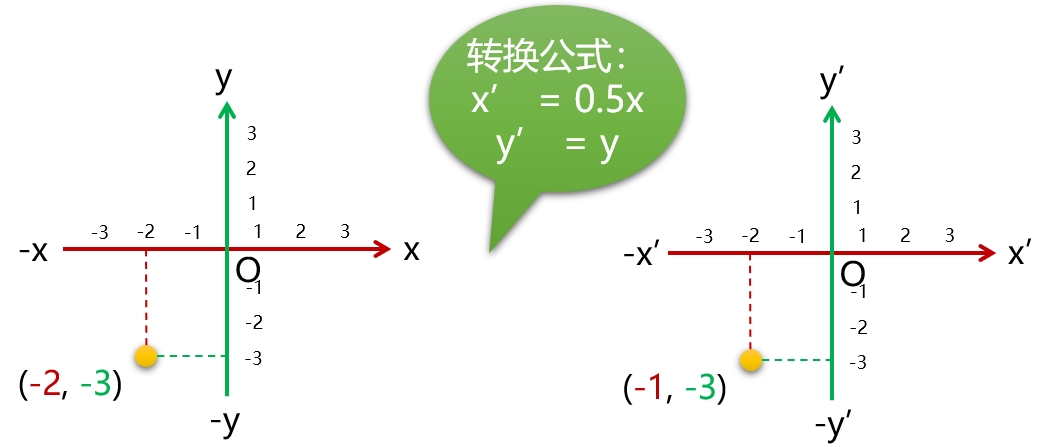 转换公式：
x′ = 0.5x
y′ = y
y
3
2
1
-3 -2 -1 1 2 3
-x x
O
-1
-2
-3
(-2, -3)
-y
y′
3
2
1
-3 -2 -1 1 2 3
-x′ x′
O
-1
-2
-3
(-1, -3)
-y′